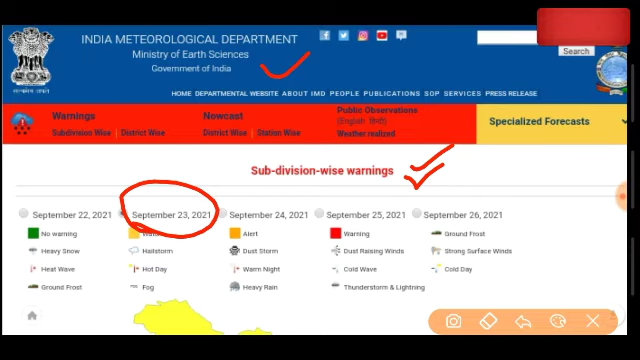 INDIA METEOROLOGICAL DEPARTMENT
Ministry of Earth Sciences
Government of India
सत्यमेव जयते
Search
HOME DEPARTMENTAL WEBSITE ABOUT IMD PEOPLE PUBLICATIONS SOP SERVICES PRESS RELEASE
Warnings
Subdivision Wise | District Wise
Nowcast
District Wise | Station Wise
Public Observations
(English हिन्दी)
Weather realized
Specialized Forecasts
Sub-division-wise warnings
September 22, 2021 September 23, 2021 September 24, 2021 September 25, 2021 September 26, 2021
No warning Alert Warning Ground Frost
Heavy Snow Hailstorm Dust Storm Dust Raising Winds Strong Surface Winds
Heat Wave Hot Day Warm Night Cold Wave Cold Day
Ground Frost Fog Heavy Rain Thunderstorm & Lightning